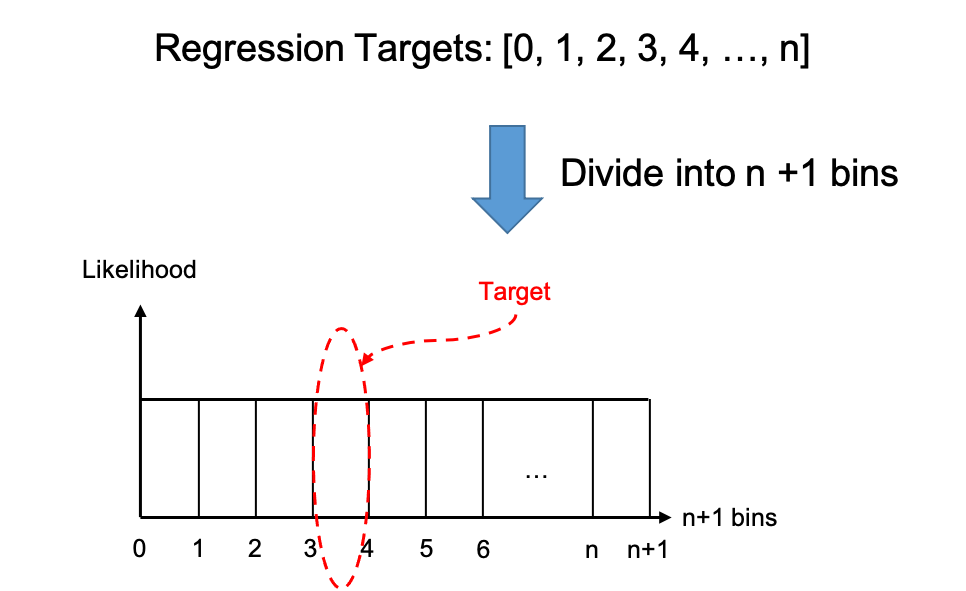 Regression Targets: [0, 1, 2, 3, 4, …, n]
Divide into n +1 bins
Likelihood
Target
…
n+1 bins
0 1 2 3 4 5 6 n n+1